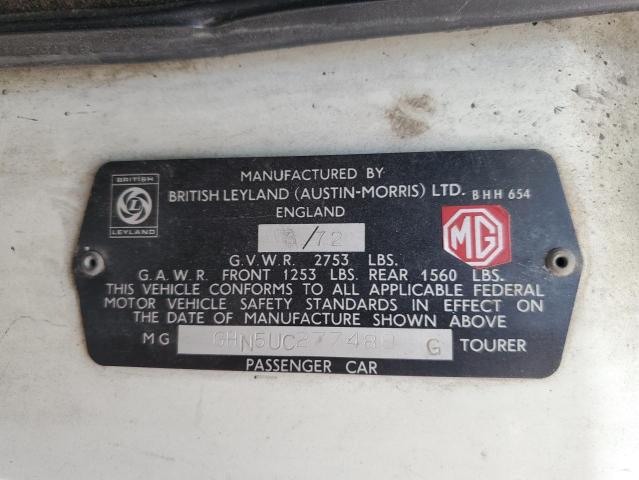 BRITISH
L
LEYLAND
MANUFACTURED BY
BRITISH LEYLAND (AUSTIN-MORRIS) LTD. BHH 654
ENGLAND
/72
MG
G.V.W.R. 2753 LBS.
G.A.W.R. FRONT 1253 LBS. REAR 1560 LBS.
THIS VEHICLE CONFORMS TO ALL APPLICABLE FEDERAL
MOTOR VEHICLE SAFETY STANDARDS IN EFFECT ON
THE DATE OF MANUFACTURE SHOWN ABOVE
MG G TOURER
PASSENGER CAR